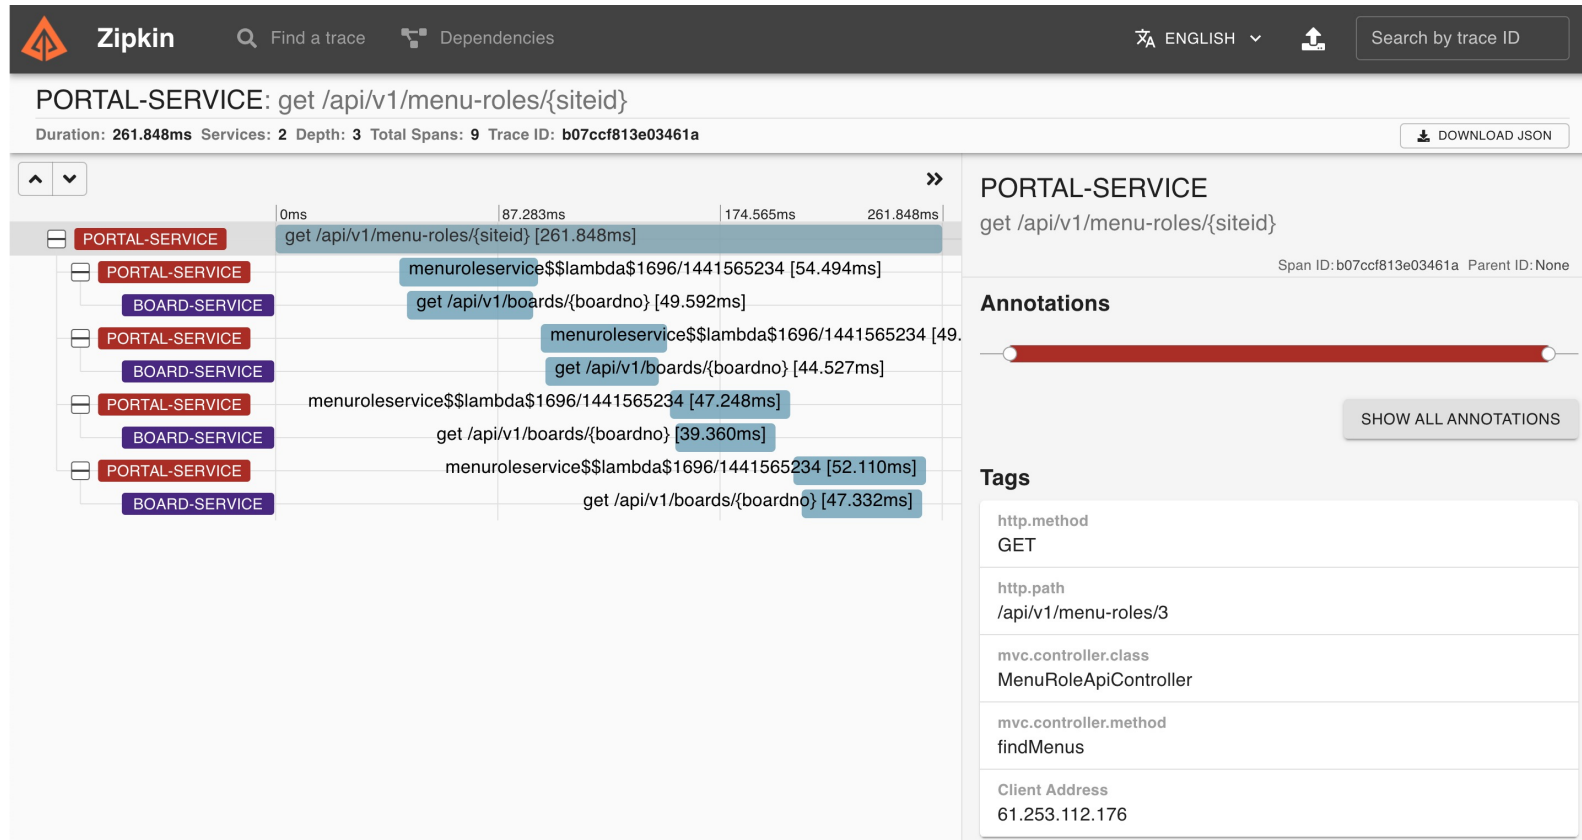 Zipkin Find a trace Dependencies ENGLISH Search by trace ID
PORTAL-SERVICE: get /api/v1/menu-roles/{siteid}
Duration: 261.848ms Services: 2 Depth: 3 Total Spans: 9 Trace ID: b07ccf813e03461a
DOWNLOAD JSON
0ms 87.283ms 174.565ms 261.848ms
PORTAL-SERVICE get /api/v1/menu-roles/{siteid} [261.848ms]
PORTAL-SERVICE menuroleservice$$lambda$1696/1441565234 [54.494ms]
BOARD-SERVICE get /api/v1/boards/{boardno} [49.592ms]
PORTAL-SERVICE menuroleservice$$lambda$1696/1441565234 [49.
BOARD-SERVICE get /api/v1/boards/{boardno} [44.527ms]
PORTAL-SERVICE menuroleservice$$lambda$1696/1441565234 [47.248ms]
BOARD-SERVICE get /api/v1/boards/{boardno} [39.360ms]
PORTAL-SERVICE menuroleservice$$lambda$1696/1441565234 [52.110ms]
BOARD-SERVICE get /api/v1/boards/{boardno} [47.332ms]
PORTAL-SERVICE
get /api/v1/menu-roles/{siteid}
Span ID: b07ccf813e03461a Parent ID: None
Annotations
SHOW ALL ANNOTATIONS
Tags
http.method
GET
http.path
/api/v1/menu-roles/3
mvc.controller.class
MenuRoleApiController
mvc.controller.method
findMenus
Client Address
61.253.112.176